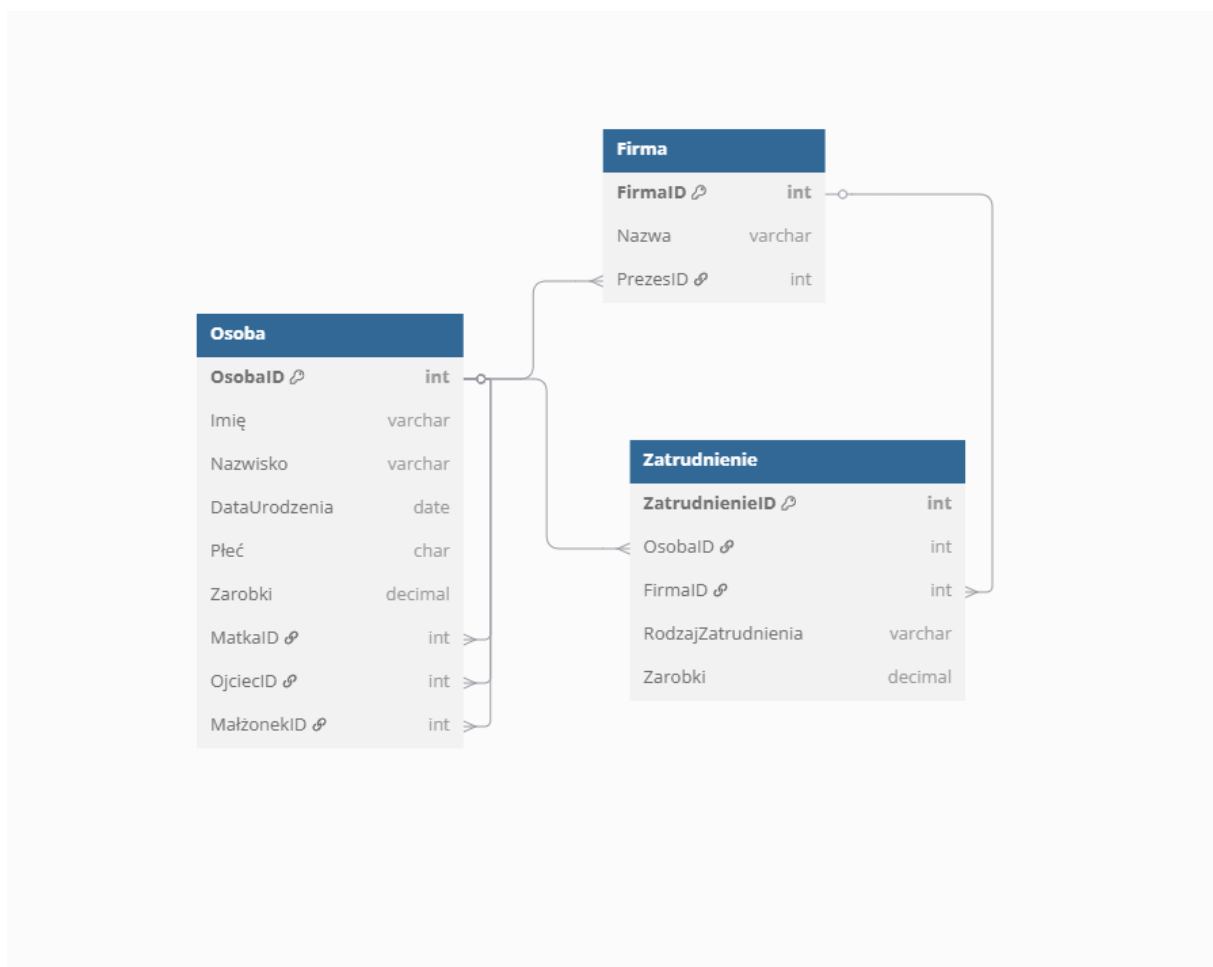 Firma
FirmaID int
Nazwa varchar
PrezesID int
Osoba
OsobaID int
Imię varchar
Nazwisko varchar
DataUrodzenia date
Płeć char
Zarobki decimal
MatkaID int
OjciecID int
MałżonekID int
Zatrudnienie
ZatrudnienieID int
OsobaID int
FirmaID int
RodzajZatrudnienia varchar
Zarobki decimal